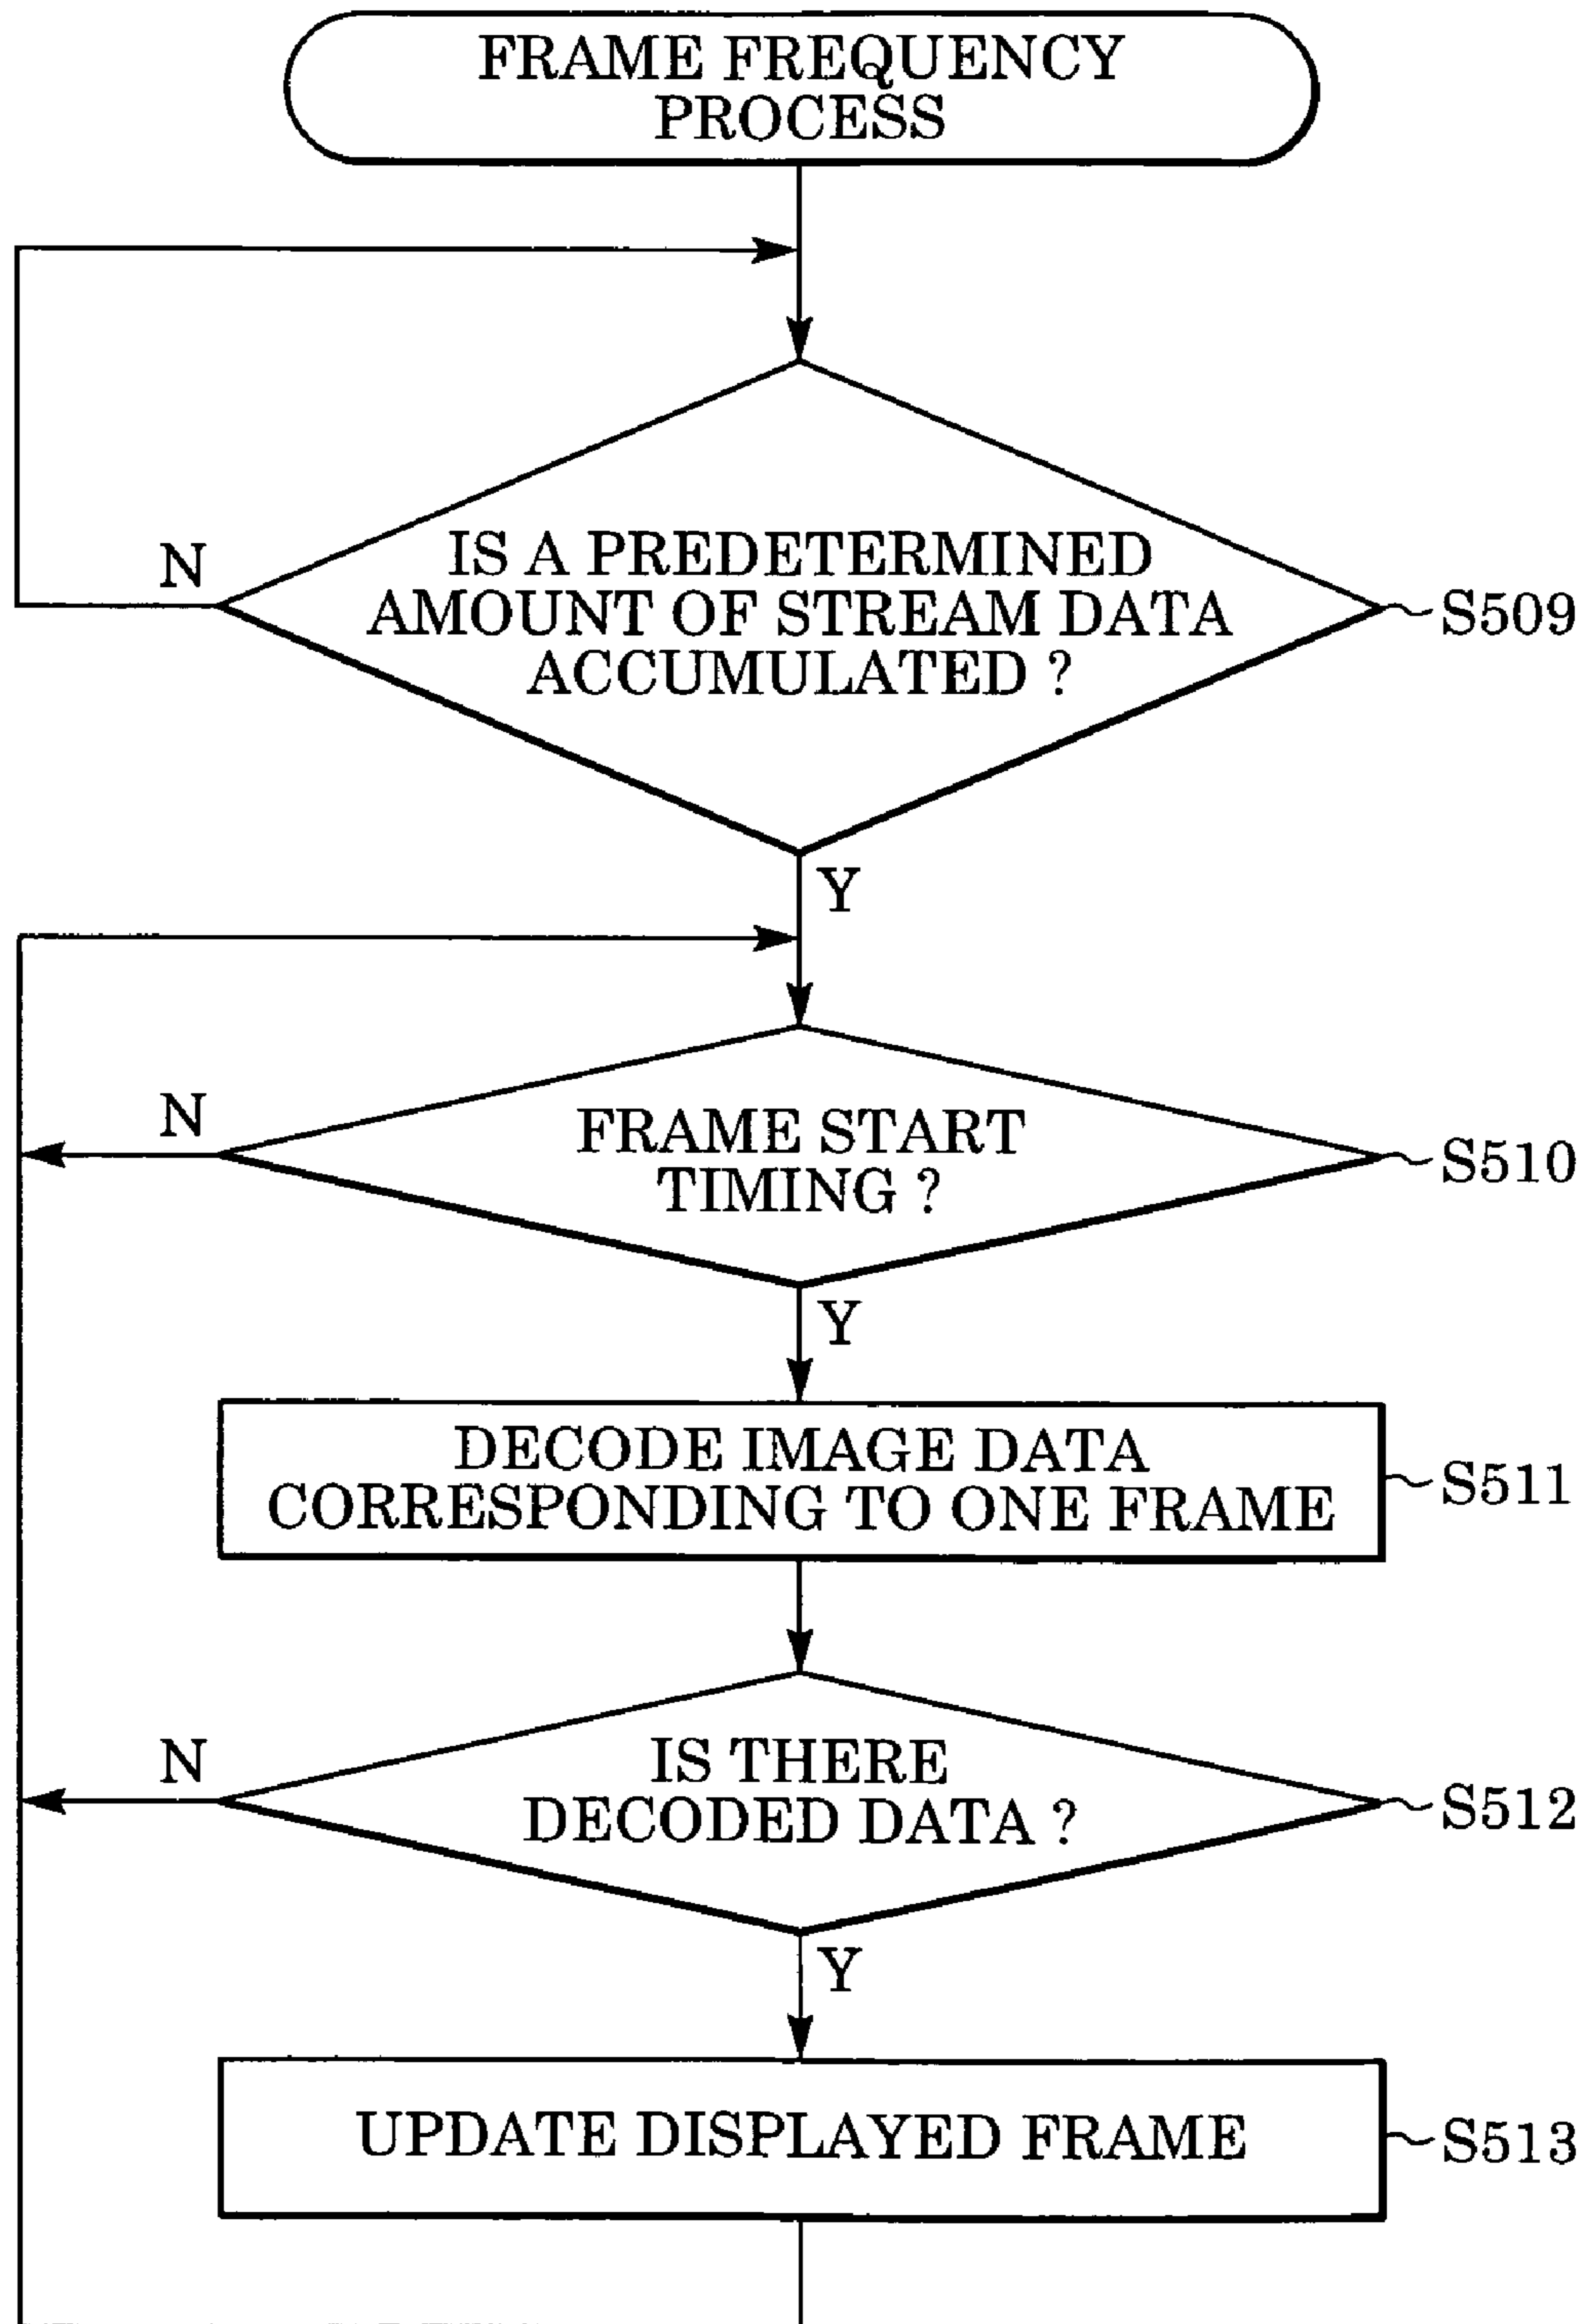 FRAME FREQUENCY
PROCESS
N
IS A PREDETERMINED
AMOUNT OF STREAM DATA
ACCUMULATED ?
S509
Y
N
FRAME START
TIMING ?
S510
Y
DECODE IMAGE DATA
CORRESPONDING TO ONE FRAME
S511
N
IS THERE
DECODED DATA ?
S512
Y
UPDATE DISPLAYED FRAME
S513